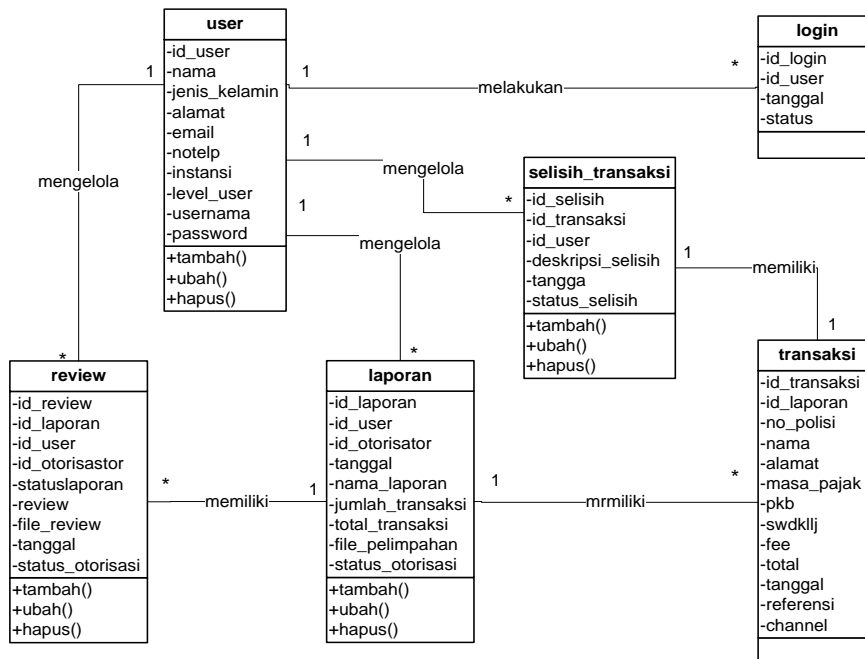 user
-id_user
-nama
-jenis_kelamin
-alamat
-email
-notelp
-instansi
-level_user
-usernama
-password
+tambah()
+ubah()
+hapus()
login
-id_login
-id_user
-tanggal
-status
1
1
*
melakukan
mengelola
1
mengelola
*
1
mengelola
selisih_transaksi
-id_selisih
-id_transaksi
-id_user
-deskripsi_selisih
-tangga
-status_selisih
+tambah()
+ubah()
+hapus()
1
memiliki
1
*
*
review
-id_review
-id_laporan
-id_user
-id_otorisastor
-statuslaporan
-review
-file_review
-tanggal
-status_otorisasi
+tambah()
+ubah()
+hapus()
*
memiliki
1
laporan
-id_laporan
-id_user
-id_otorisator
-tanggal
-nama_laporan
-jumlah_transaksi
-total_transaksi
-file_pelimpahan
-status_otorisasi
+tambah()
+ubah()
+hapus()
1
mrmiliki
*
transaksi
-id_transaksi
-id_laporan
-no_polisi
-nama
-alamat
-masa_pajak
-pkb
-swdkllj
-fee
-total
-tanggal
-referensi
-channel